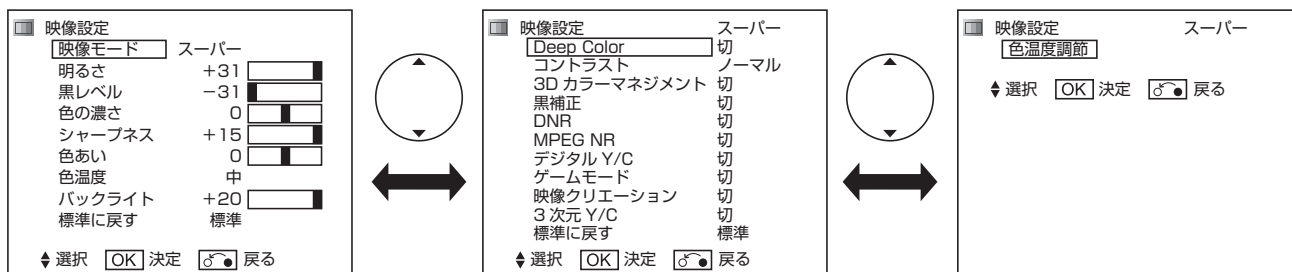 映像設定
映像モード スーパー
明るさ +31
黒レベル −31
色の濃さ 0
シャープネス +15
色あい 0
色温度 中
バックライト +20
標準に戻す 標準
選択 OK 決定 戻る
映像設定 スーパー
Deep Color 切
コントラスト ノーマル
3D カラーマネジメント 切
黒補正 切
DNR 切
MPEG NR 切
デジタル Y/C 切
ゲームモード 切
映像クリエーション 切
3 次元 Y/C 切
標準に戻す 標準
選択 OK 決定 戻る
映像設定 スーパー
色温度調節
選択 OK 決定 戻る